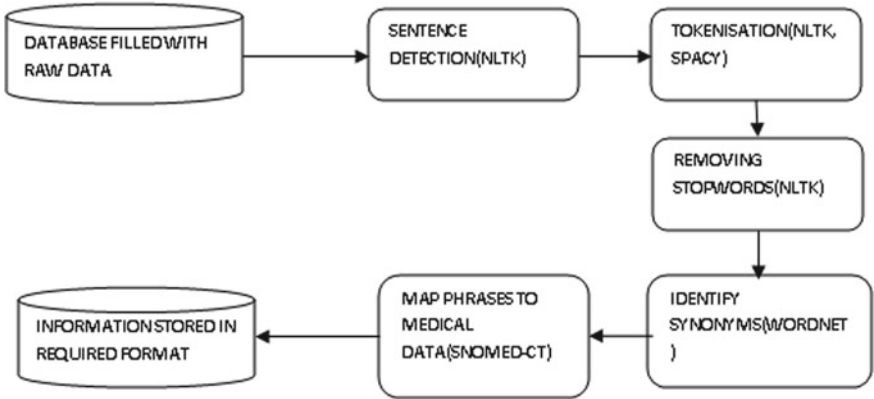 DATABASE FILLED WITH
RAW DATA
SENTENCE
DETECTION(NLTK)
TOKENISATION(NLTK,
SPACY)
REMOVING
STOPWORDS(NLTK)
IDENTIFY
SYNONYMS(WORDNET
)
MAP PHRASES TO
MEDICAL
DATA(SNOMED-CT)
INFORMATION STORED IN
REQUIRED FORMAT